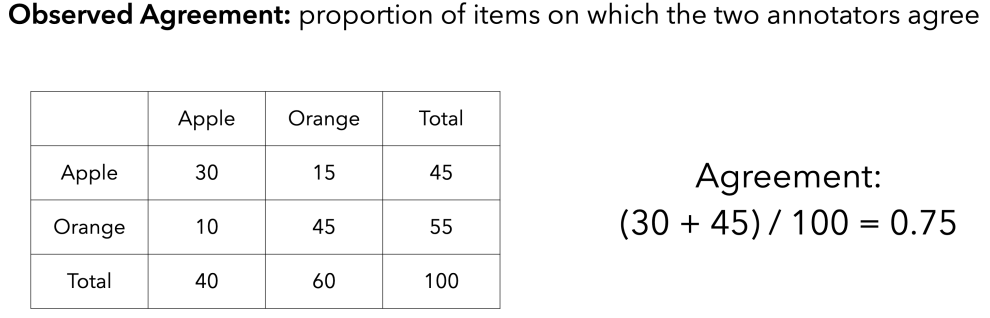 Observed Agreement: proportion of items on which the two annotators agree
Apple Orange Total
Apple 30 15 45
Orange 10 45 55
Total 40 60 100
Agreement:
(30 + 45) / 100 = 0.75